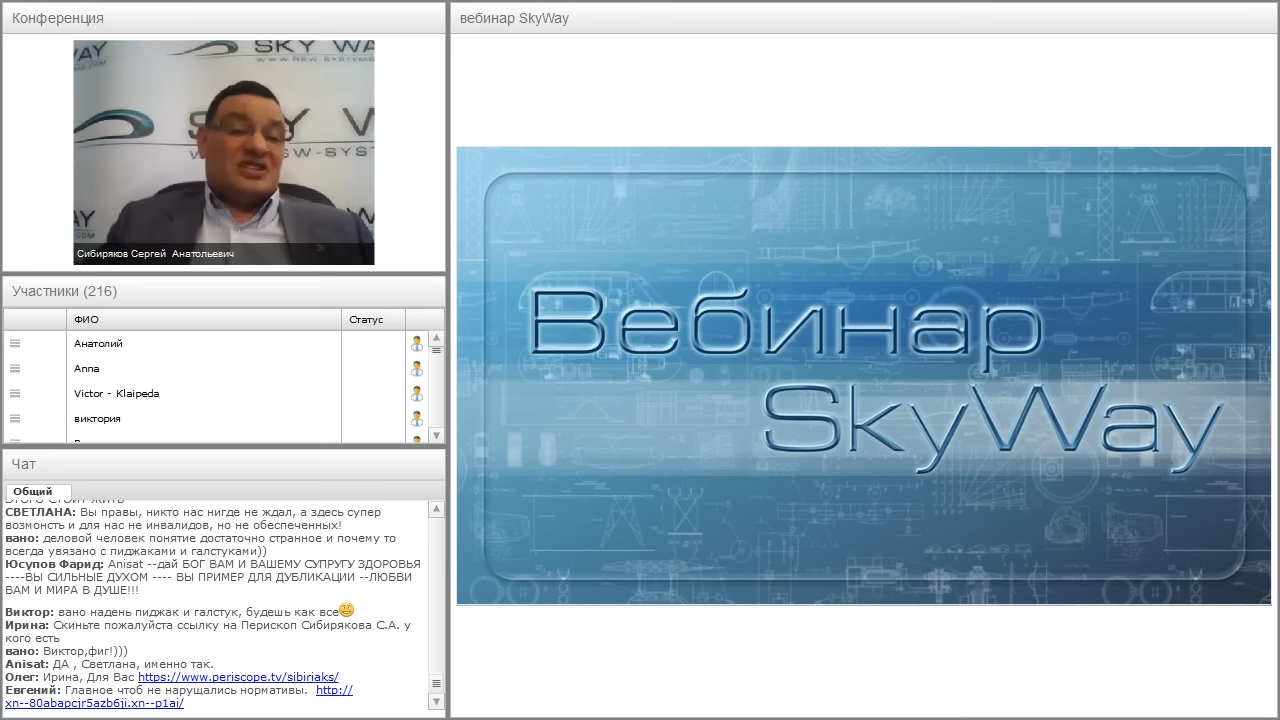 Конференция
SKY WA
WWW.RSW-SYSTEMS
SKY W
Сибиряков Сергей Анатольевич
Участники (216)
ФИО Статус
Анатолий
Anna
Victor - Klaipeda
виктория
Чат
Общий
СВЕТЛАНА: Вы правы, никто нас нигде не ждал, а здесь супер
возмонсть и для нас не инвалидов, но не обеспеченных!
вано: деловой человек понятие достаточно странное и почему то
всегда увязано с пиджаками и галстуками))
Юсупов Фарид: Anisat --дай БОГ ВАМ И ВАШЕМУ СУПРУГУ ЗДОРОВЬЯ
----ВЫ СИЛЬНЫЕ ДУХОМ ---- ВЫ ПРИМЕР ДЛЯ ДУБЛИКАЦИИ --ЛЮБВИ
ВАМ И МИРА В ДУШЕ!!!
Виктор: вано надень пиджак и галстук, будешь как все
Ирина: Скиньте пожалуйста ссылку на Перископ Сибирякова С.А. у
кого есть
вано: Виктор,фиг!)))
Anisat: ДА , Светлана, именно так.
Олег: Ирина, Для Вас https://www.periscope.tv/sibiriaks/
Евгений: Главное чтоб не нарущались нормативы. http://
xn--80abapcjr5azb6ji.xn--p1ai/
вебинар SkyWay
Вебинар
SkyWay